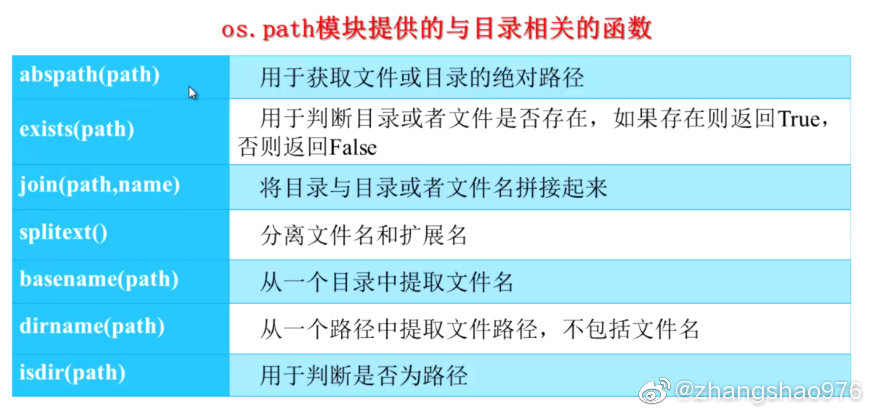 os.path模块提供的与目录相关的函数
abspath(path) 用于获取文件或目录的绝对路径
exists(path) 用于判断目录或者文件是否存在，如果存在则返回True，
否则返回False
join(path,name) 将目录与目录或者文件名拼接起来
splitext() 分离文件名和扩展名
basename(path) 从一个目录中提取文件名
dirname(path) 从一个路径中提取文件路径，不包括文件名
isdir(path) 用于判断是否为路径
@zhangshao976